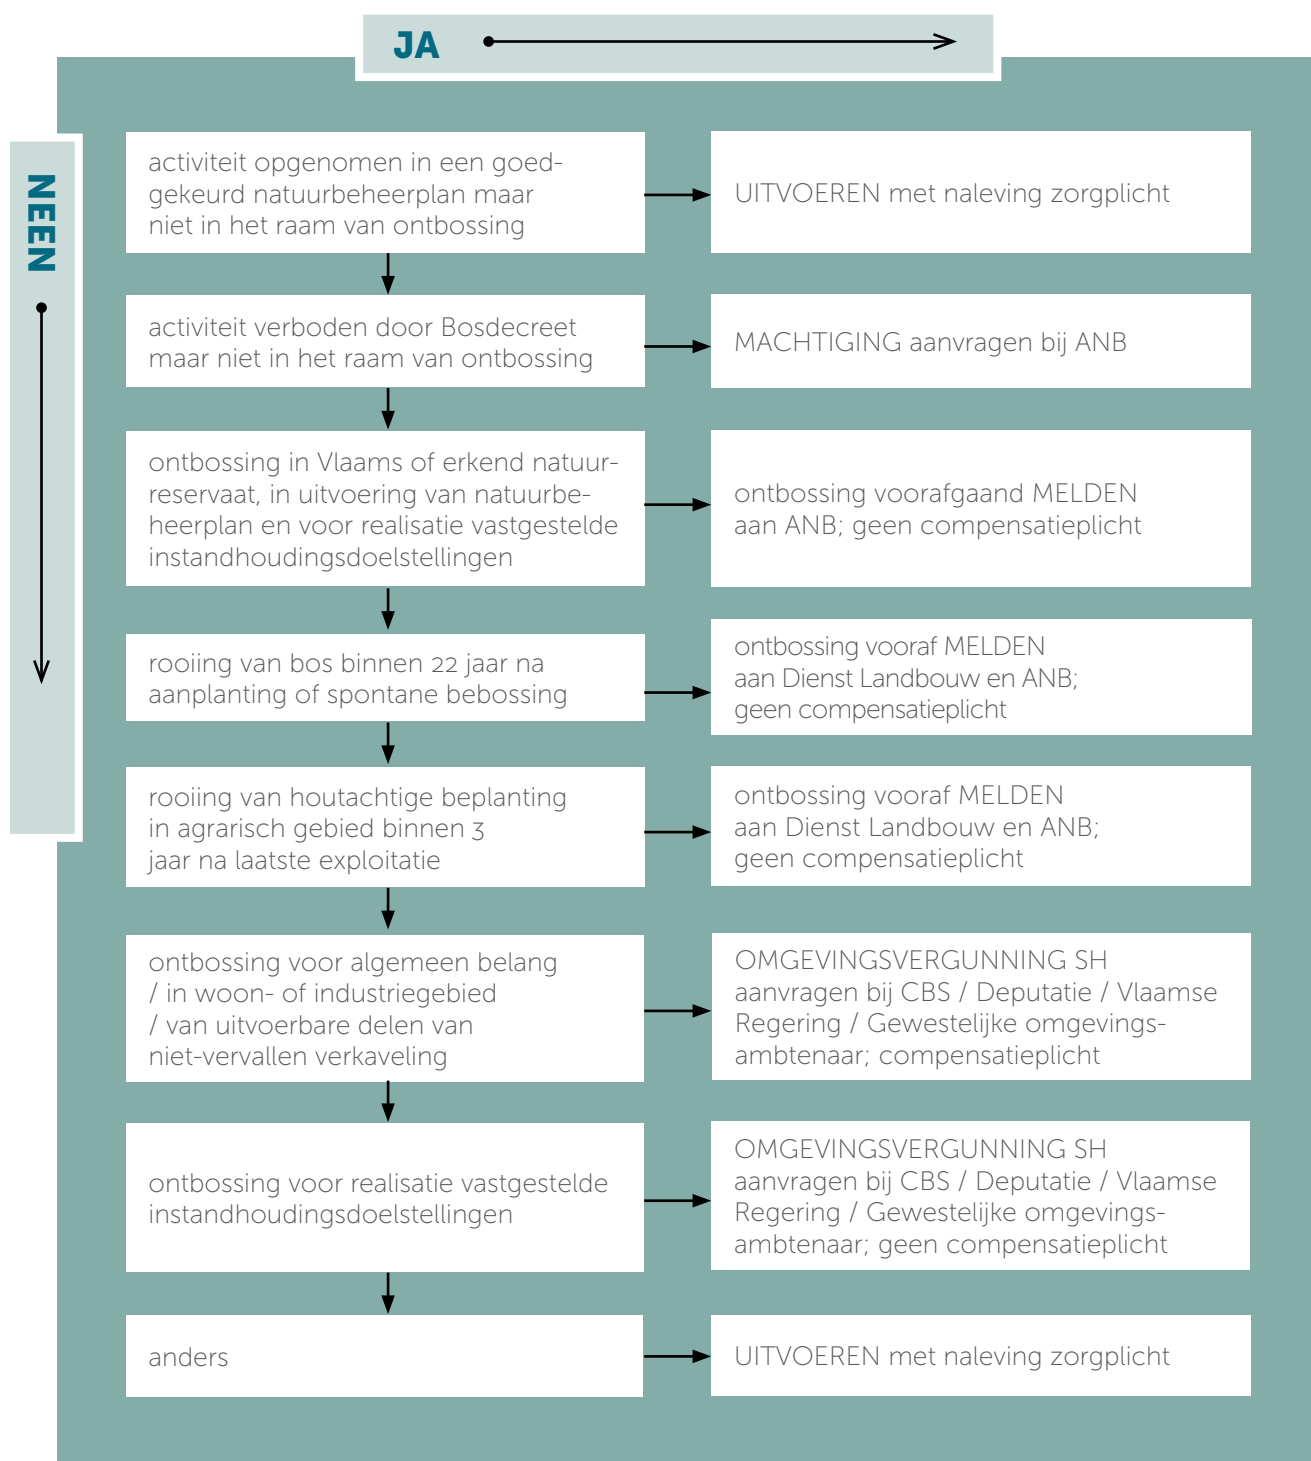 JA
NEEN
activiteit opgenomen in een goed-
gekeurd natuurbeheerplan maar
niet in het raam van ontbossing
UITVOEREN met naleving zorgplicht
activiteit verboden door Bosdecreet
maar niet in het raam van ontbossing
MACHTIGING aanvragen bij ANB
ontbossing in Vlaams of erkend natuur-
reservaat, in uitvoering van natuurbe-
heerplan en voor realisatie vastgestelde
instandhoudingsdoelstellingen
ontbossing voorafgaand MELDEN
aan ANB; geen compensatieplicht
rooiing van bos binnen 22 jaar na
aanplanting of spontane bebossing
ontbossing vooraf MELDEN
aan Dienst Landbouw en ANB;
geen compensatieplicht
rooiing van houtachtige beplanting
in agrarisch gebied binnen 3
jaar na laatste exploitatie
ontbossing vooraf MELDEN
aan Dienst Landbouw en ANB;
geen compensatieplicht
ontbossing voor algemeen belang
/ in woon- of industriegebied
/ van uitvoerbare delen van
niet-vervallen verkaveling
OMGEVINGSVERGUNNING SH
aanvragen bij CBS / Deputatie / Vlaamse
Regering / Gewestelijke omgevings-
ambtenaar; compensatieplicht
ontbossing voor realisatie vastgestelde
instandhoudingsdoelstellingen
OMGEVINGSVERGUNNING SH
aanvragen bij CBS / Deputatie / Vlaamse
Regering / Gewestelijke omgevings-
ambtenaar; geen compensatieplicht
anders
UITVOEREN met naleving zorgplicht